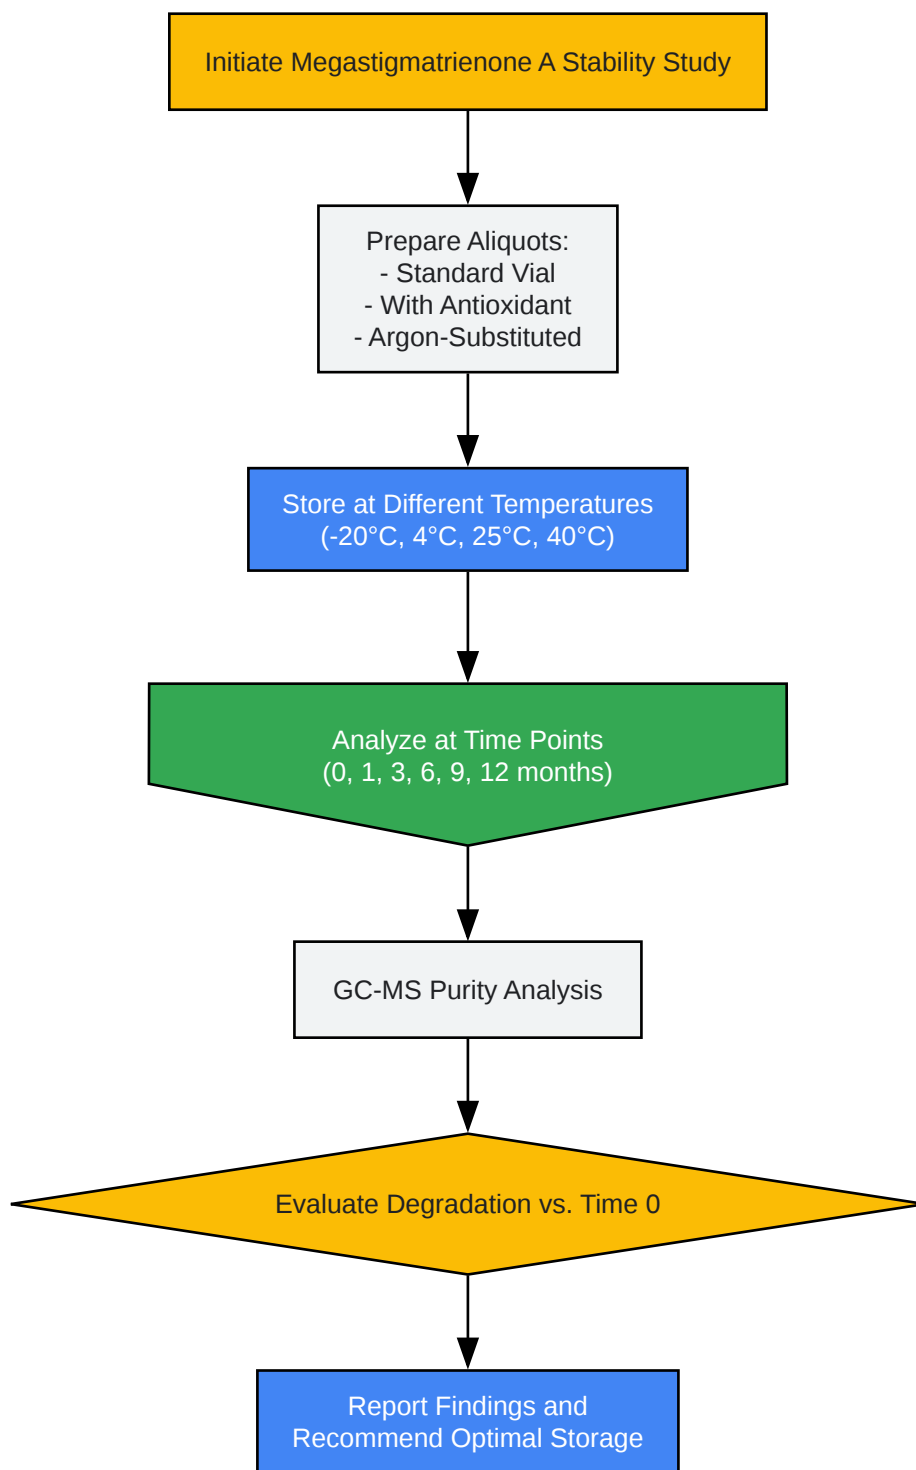 Initiate Megastigmatrienone A Stability Study
Prepare Aliquots:
- Standard Vial
- With Antioxidant
- Argon-Substituted
Store at Different Temperatures
(-20°C, 4°C, 25°C, 40°C)
Analyze at Time Points
(0, 1, 3, 6, 9, 12 months)
GC-MS Purity Analysis
Evaluate Degradation vs. Time 0
Report Findings and
Recommend Optimal Storage